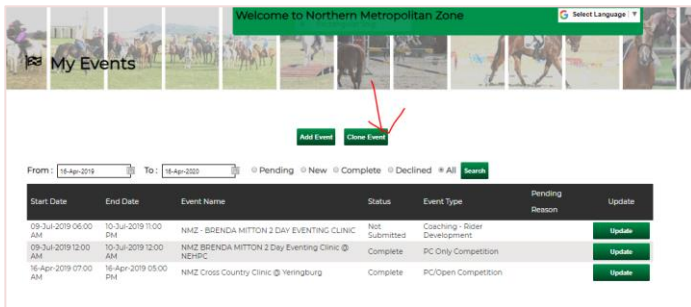 Welcome to Northern Metropolitan Zone
G Select Language ▼
My Events
Add Event Clone Event
From : 16-Apr-2019 To : 16-Apr-2020 Pending New Complete Declined All Search
Start Date End Date Event Name Status Event Type Pending Reason Update
09-Jul-2019 06:00 AM 10-Jul-2019 11:00 PM NMZ - BRENDA MITTON 2 DAY EVENTING CLINIC Not Submitted Coaching - Rider Development Update
09-Jul-2019 12:00 AM 10-Jul-2019 12:00 AM NMZ BRENDA MITTON 2 Day Eventing Clinic @ NEHPC Complete PC Only Competition Update
16-Apr-2019 07:00 AM 16-Apr-2019 05:00 PM NMZ Cross Country Clinic @ Yeringburg Complete PC/Open Competition Update